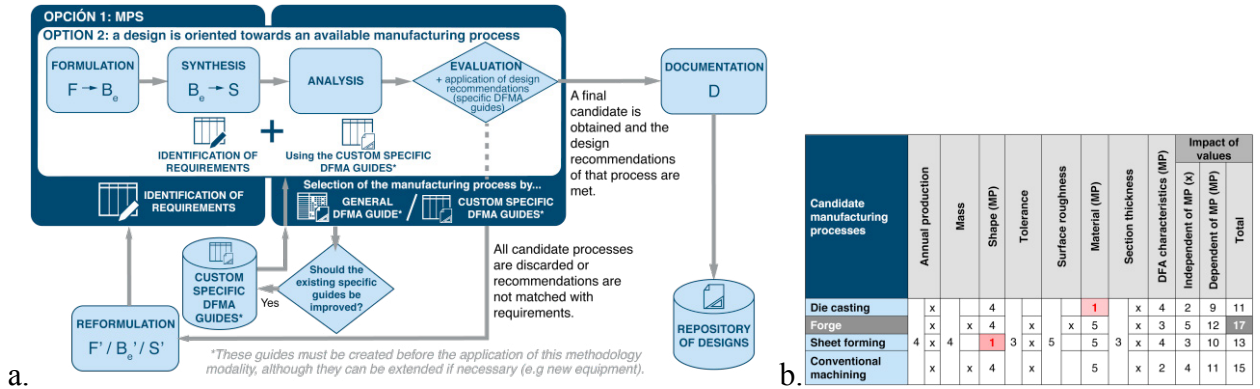 OPCIÓN 1: MPS
OPTION 2: a design is oriented towards an available manufacturing process
FORMULATION
F → Be
SYNTHESIS
Be → S
ANALYSIS
EVALUATION
+ application of design
recommendations
(specific DFMA
guides)
DOCUMENTATION
D
IDENTIFICATION OF
REQUIREMENTS
+
Using the CUSTOM SPECIFIC
DFMA GUIDES*
A final
candidate is
obtained and the
design
recommendations
of that process are
met.
IDENTIFICATION OF
REQUIREMENTS
Selection of the manufacturing process by...
GENERAL
DFMA GUIDE*
/
CUSTOM SPECIFIC
DFMA GUIDES*
CUSTOM
SPECIFIC
DFMA
GUIDES*
Yes
Should the
existing specific
guides be
improved?
All candidate processes
are discarded or
recommendations are
not matched with
requirements.
REFORMULATION
F' / Be' / S'
REPOSITORY
OF DESIGNS
*These guides must be created before the application of this methodology
modality, although they can be extended if necessary (e.g new equipment).
a.
Candidate
manufacturing
processes
Annual production
Mass
Shape (MP)
Tolerance
Surface roughness
Material (MP)
Section thickness
DFA characteristics (MP)
Impact of
values
Independent of MP (x)
Dependent of MP (MP)
Total
Die casting x 4 1 x 4 2 9 11
Forge x x 4 x x 5 x 3 5 12 17
Sheet forming 4 x 4 1 3 x 5 5 3 x 4 3 10 13
Conventional
machining x x 4 x 5 x 2 4 11 15
b.